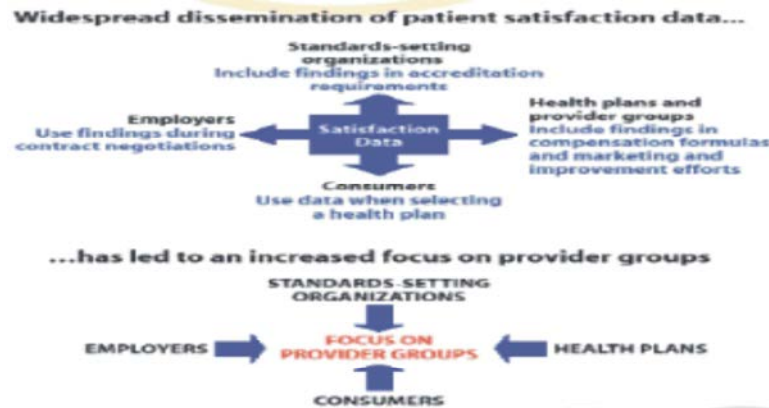 Widespread dissemination of patient satisfaction data...
Standards-setting
organizations
Include findings in accreditation
requirements
Employers
Use findings during
contract negotiations
Satisfaction
Data
Health plans and
provider groups
Include findings in
compensation formulas
and marketing and
improvement efforts
Consumers
Use data when selecting
a health plan
...has led to an increased focus on provider groups
STANDARDS-SETTING
ORGANIZATIONS
EMPLOYERS
FOCUS ON
PROVIDER GROUPS
HEALTH PLANS
CONSUMERS